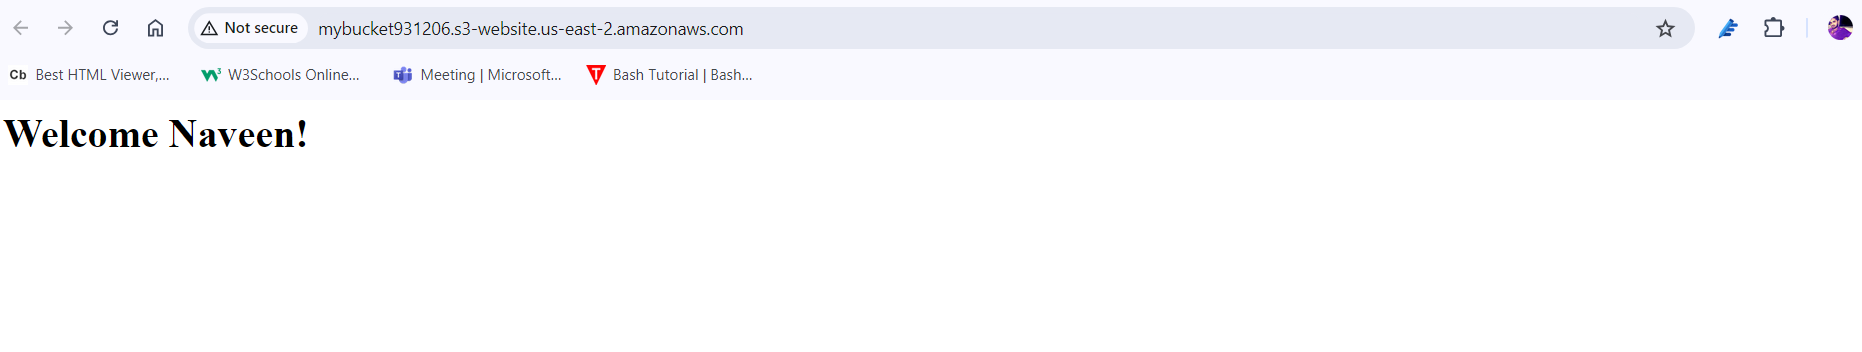 Not secure mybucket931206.s3-website.us-east-2.amazonaws.com
Cb Best HTML Viewer,... W3 W3Schools Online... T Meeting | Microsoft... T Bash Tutorial | Bash...
Welcome Naveen!